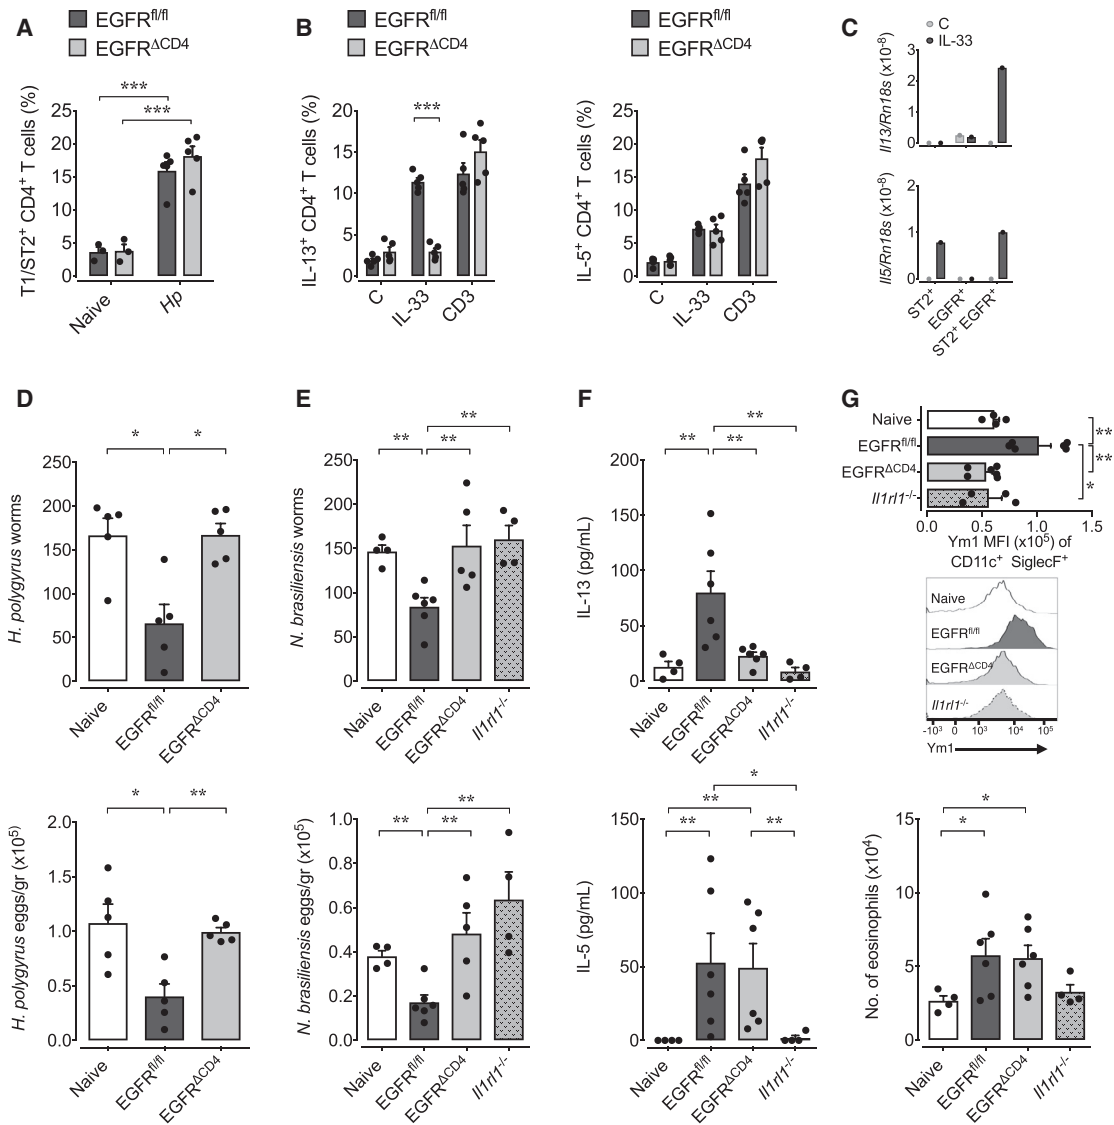 A
EGFRfl/fl
EGFRΔCD4
T1/ST2+ CD4+ T cells (%)
25
20
15
10
5
0
***
***
Naive
Hp
B
EGFRfl/fl
EGFRΔCD4
IL-13+ CD4+ T cells (%)
25
20
15
10
5
0
***
C
IL-33
CD3
EGFRfl/fl
EGFRΔCD4
IL-5+ CD4+ T cells (%)
25
20
15
10
5
0
C
IL-33
CD3
C
C
IL-33
Il13/Rn18s (x10-8)
3
2
1
0
Il5/Rn18s (x10-8)
2
1
0
ST2+
EGFR+
ST2+ EGFR+
D
H. polygyrus worms
250
200
150
100
50
0
*
*
Naive
EGFRfl/fl
EGFRΔCD4
H. polygyrus eggs/gr (x105)
2.0
1.5
1.0
0.5
0.0
*
**
Naive
EGFRfl/fl
EGFRΔCD4
E
N. brasiliensis worms
250
200
150
100
50
0
**
**
**
Naive
EGFRfl/fl
EGFRΔCD4
Il1rl1-/-
N. brasiliensis eggs/gr (x105)
1.0
0.8
0.6
0.4
0.2
0.0
**
**
**
Naive
EGFRfl/fl
EGFRΔCD4
Il1rl1-/-
F
IL-13 (pg/mL)
200
150
100
50
0
**
**
**
Naive
EGFRfl/fl
EGFRΔCD4
Il1rl1-/-
IL-5 (pg/mL)
150
100
50
0
*
**
**
**
Naive
EGFRfl/fl
EGFRΔCD4
Il1rl1-/-
G
Naive
EGFRfl/fl
EGFRΔCD4
Il1rl1-/-
**
**
*
0.0 0.5 1.0 1.5
Ym1 MFI (x105) of
CD11c+ SiglecF+
Naive
EGFRfl/fl
EGFRΔCD4
Il1rl1-/-
-103 0 103 104 105
Ym1
No. of eosinophils (x104)
15
10
5
0
*
*
Naive
EGFRfl/fl
EGFRΔCD4
Il1rl1-/-